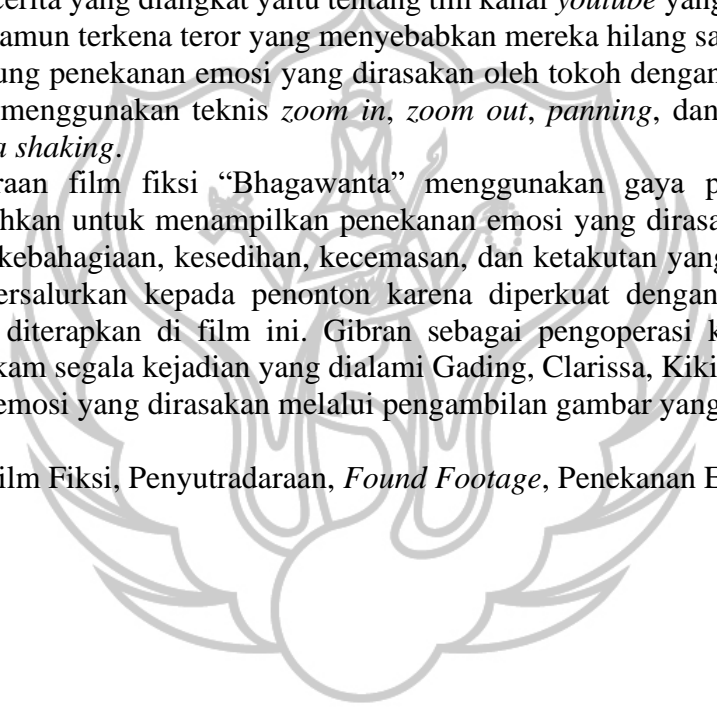 cerita yang diangkat yaitu tentang tim kanal youtube yang
namun terkena teror yang menyebabkan mereka hilang sa
ung penekanan emosi yang dirasakan oleh tokoh dengan
menggunakan teknis zoom in, zoom out, panning, dan
a shaking.
raan film fiksi “Bhagawanta” menggunakan gaya p
hkan untuk menampilkan penekanan emosi yang dirasa
kebahagiaan, kesedihan, kecemasan, dan ketakutan yang
ersalurkan kepada penonton karena diperkuat dengan
diterapkan di film ini. Gibran sebagai pengoperasi k
kam segala kejadian yang dialami Gading, Clarissa, Kiki
emosi yang dirasakan melalui pengambilan gambar yang
ilm Fiksi, Penyutradaraan, Found Footage, Penekanan E